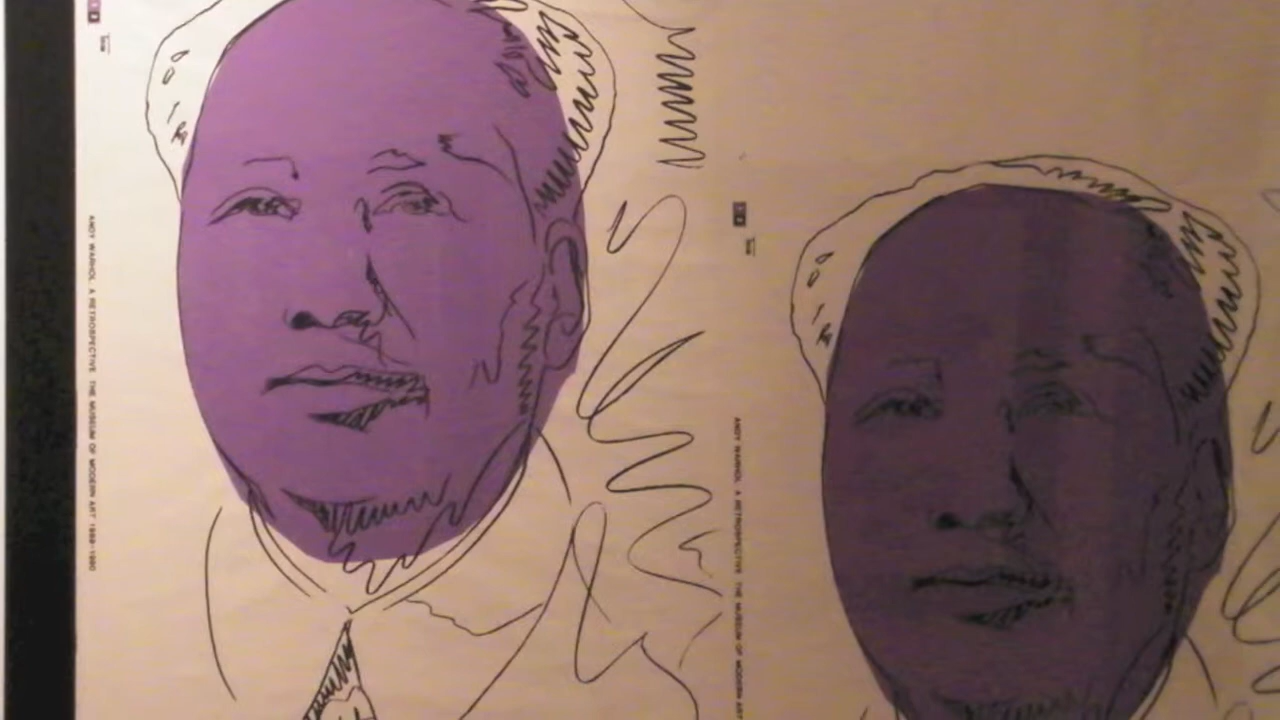 ANDY WARHOL A RETROSPECTIVE THE MUSEUM OF MODERN ART 1989-1990
ANDY WARHOL A RETROSPECTIVE THE MUSEUM OF MODERN ART